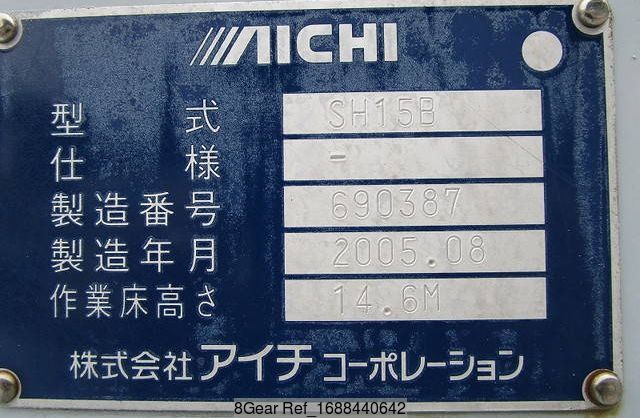 AICHI
型式 SH15B
仕様 -
製造番号 690387
製造年月 2005.08
作業床高さ 14.6M
株式会社 アイチ コーポレーション
8Gear Ref_1688440642